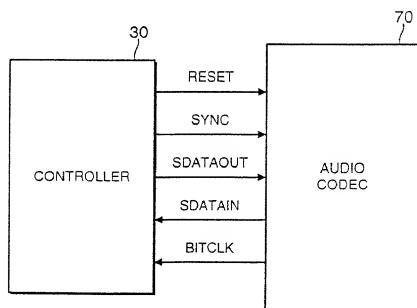 30
70
RESET
SYNC
SDATAOUT
CONTROLLER
AUDIO
CODEC
SDATAIN
BITCLK